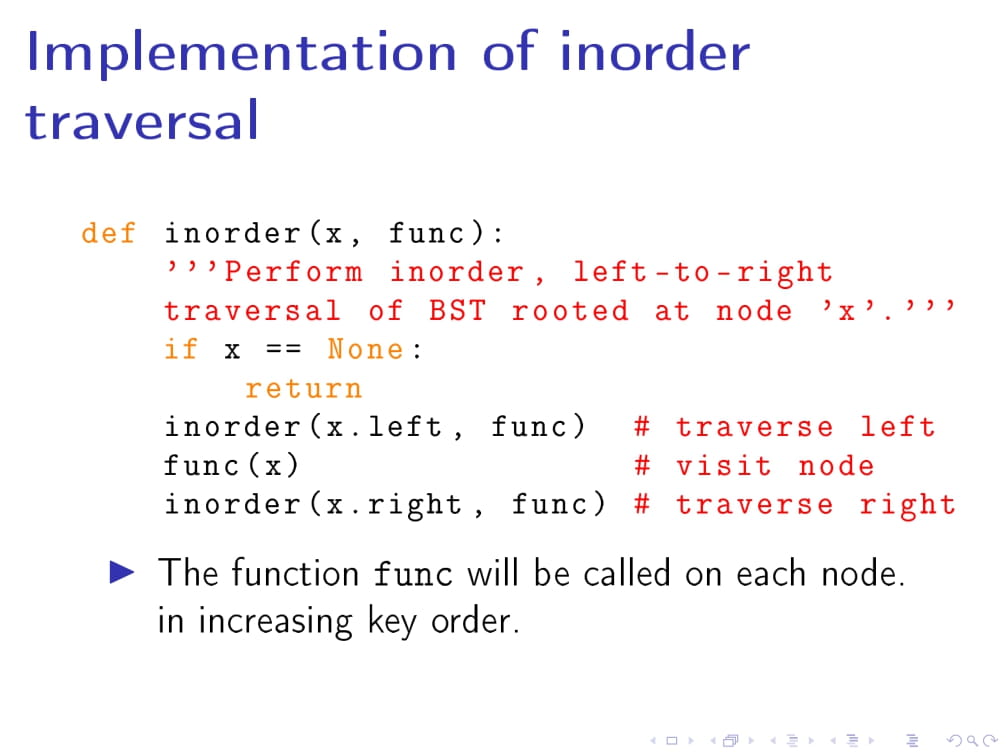 Implementation of inorder
traversal
def inorder(x, func):
'''Perform inorder, left-to-right
traversal of BST rooted at node 'x'.'''
if x == None:
return
inorder(x.left, func) # traverse left
func(x) # visit node
inorder(x.right, func) # traverse right
The function func will be called on each node.
in increasing key order.